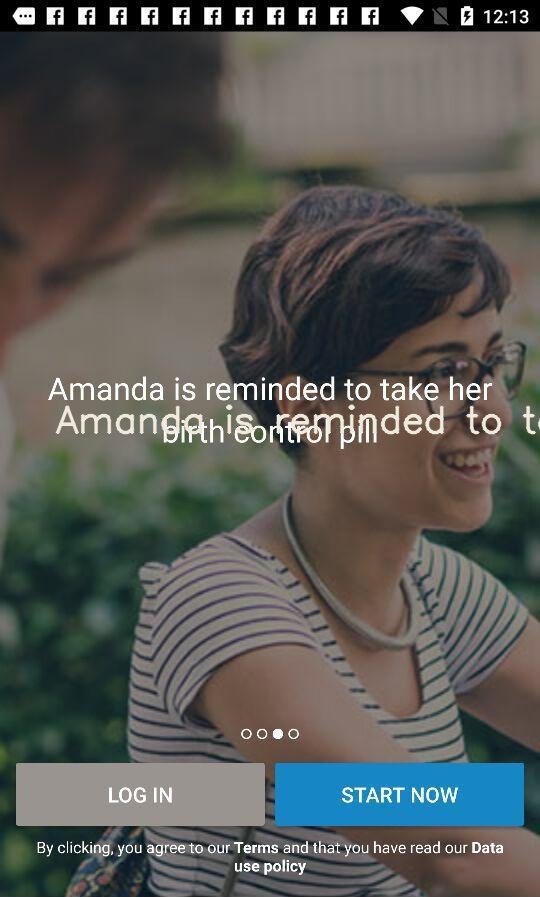 12:13
Amanda is reminded to take her
Amanda is reminded to t
birth control pill
LOG IN
START NOW
By clicking, you agree to our Terms and that you have read our Data
use policy